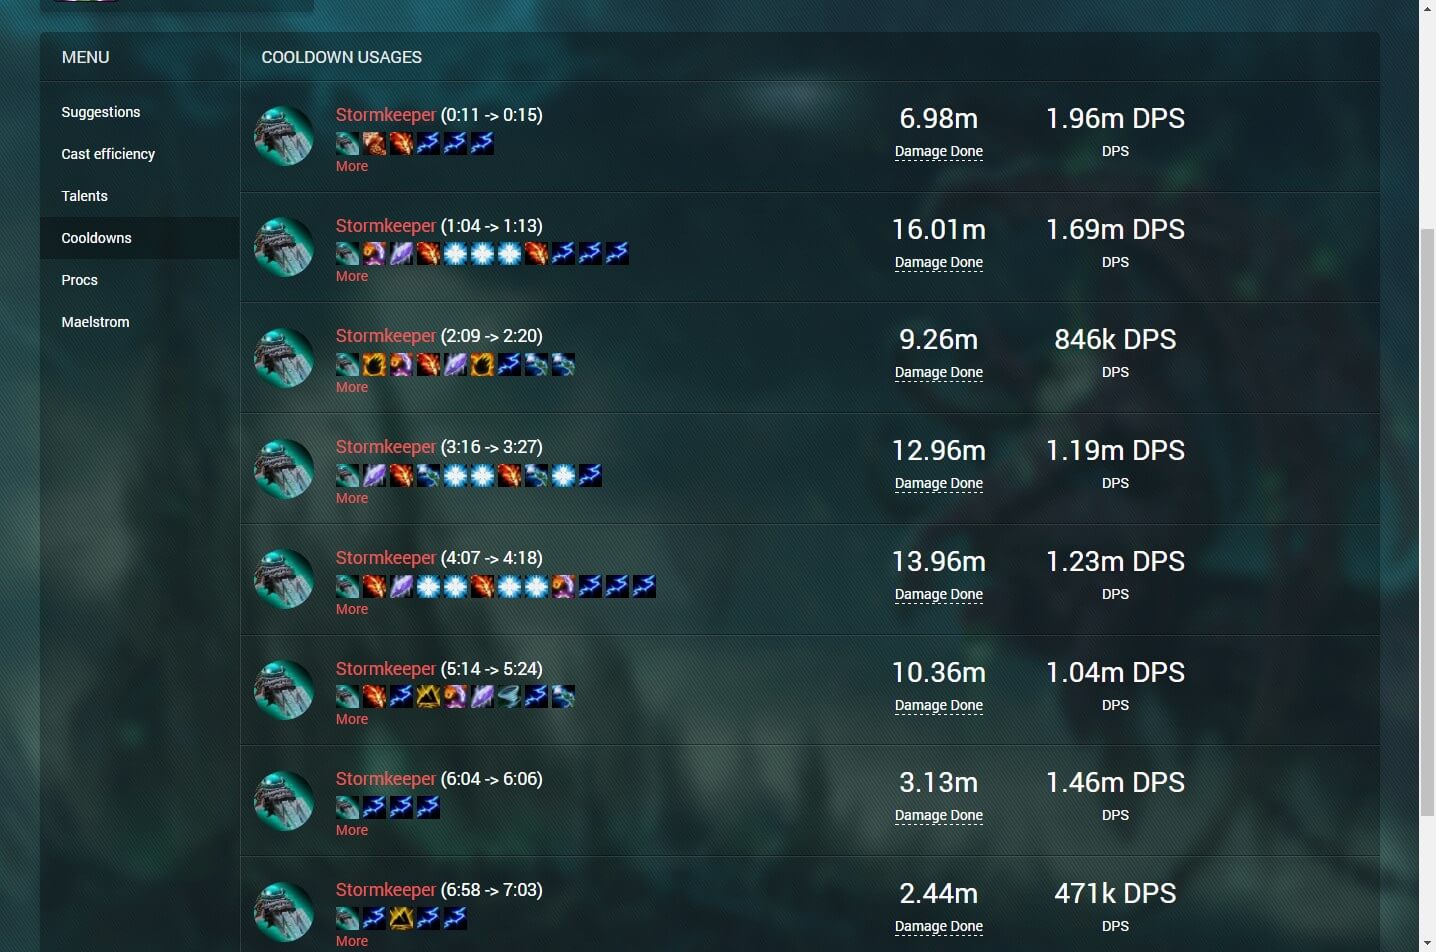 MENU
COOLDOWN USAGES
Suggestions
Cast efficiency
Talents
Cooldowns
Procs
Maelstrom
Stormkeeper (0:11 -> 0:15)
More
6.98m
Damage Done
1.96m DPS
DPS
Stormkeeper (1:04 -> 1:13)
More
16.01m
Damage Done
1.69m DPS
DPS
Stormkeeper (2:09 -> 2:20)
More
9.26m
Damage Done
846k DPS
DPS
Stormkeeper (3:16 -> 3:27)
More
12.96m
Damage Done
1.19m DPS
DPS
Stormkeeper (4:07 -> 4:18)
More
13.96m
Damage Done
1.23m DPS
DPS
Stormkeeper (5:14 -> 5:24)
More
10.36m
Damage Done
1.04m DPS
DPS
Stormkeeper (6:04 -> 6:06)
More
3.13m
Damage Done
1.46m DPS
DPS
Stormkeeper (6:58 -> 7:03)
More
2.44m
Damage Done
471k DPS
DPS